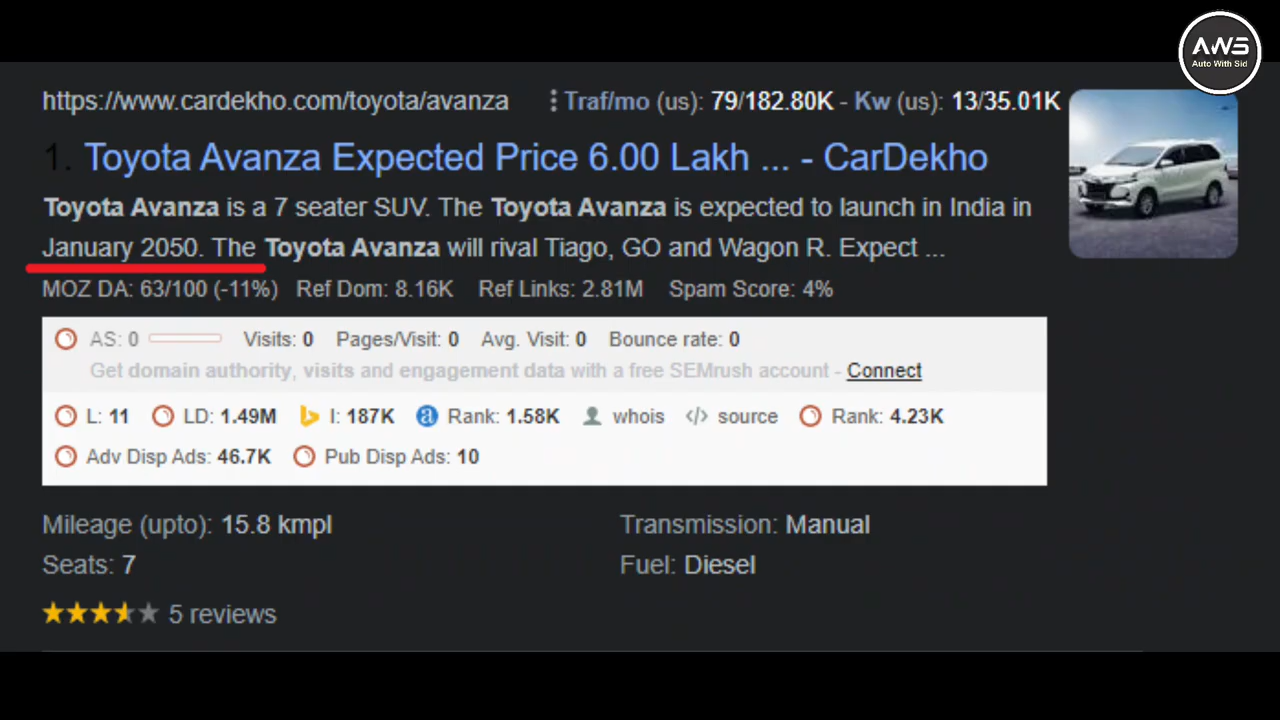 AWS
Auto With Sid
https://www.cardekho.com/toyota/avanza Traf/mo (us): 79/182.80K - Kw (us): 13/35.01K
1. Toyota Avanza Expected Price 6.00 Lakh ... - CarDekho
Toyota Avanza is a 7 seater SUV. The Toyota Avanza is expected to launch in India in
January 2050. The Toyota Avanza will rival Tiago, GO and Wagon R. Expect ...
MOZ DA: 63/100 (-11%) Ref Dom: 8.16K Ref Links: 2.81M Spam Score: 4%
AS: 0 Visits: 0 Pages/Visit: 0 Avg. Visit: 0 Bounce rate: 0
Get domain authority, visits and engagement data with a free SEMrush account - Connect
L: 11 LD: 1.49M I: 187K a Rank: 1.58K whois </> source Rank: 4.23K
Adv Disp Ads: 46.7K Pub Disp Ads: 10
Mileage (upto): 15.8 kmpl Transmission: Manual
Seats: 7 Fuel: Diesel
5 reviews